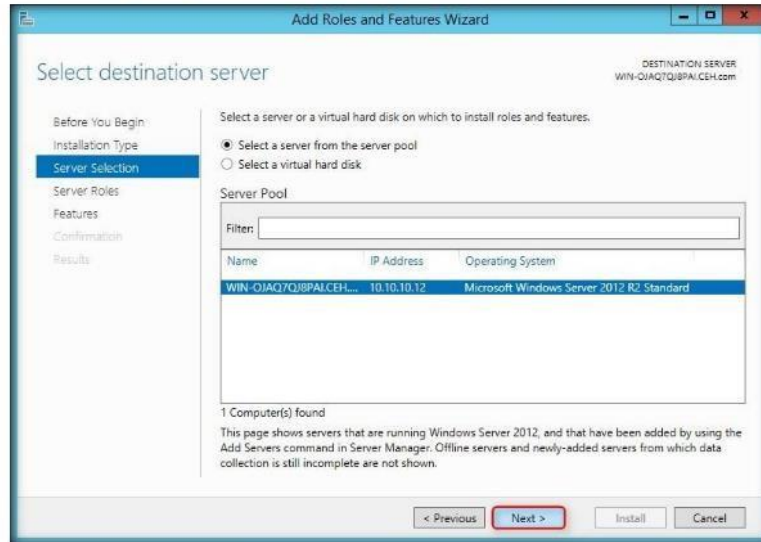 Add Roles and Features Wizard
Select destination server
DESTINATION SERVER
WIN-OJAQ7QJ8PAI.CEH.com
Before You Begin
Installation Type
Server Selection
Server Roles
Features
Confirmation
Results
Select a server or a virtual hard disk on which to install roles and features.
Select a server from the server pool
Select a virtual hard disk
Server Pool
Filter:
Name IP Address Operating System
WIN-OJAQ7QJ8PAI.CEH.... 10.10.10.12 Microsoft Windows Server 2012 R2 Standard
1 Computer(s) found
This page shows servers that are running Windows Server 2012, and that have been added by using the
Add Servers command in Server Manager. Offline servers and newly-added servers from which data
collection is still incomplete are not shown.
< Previous Next > Install Cancel